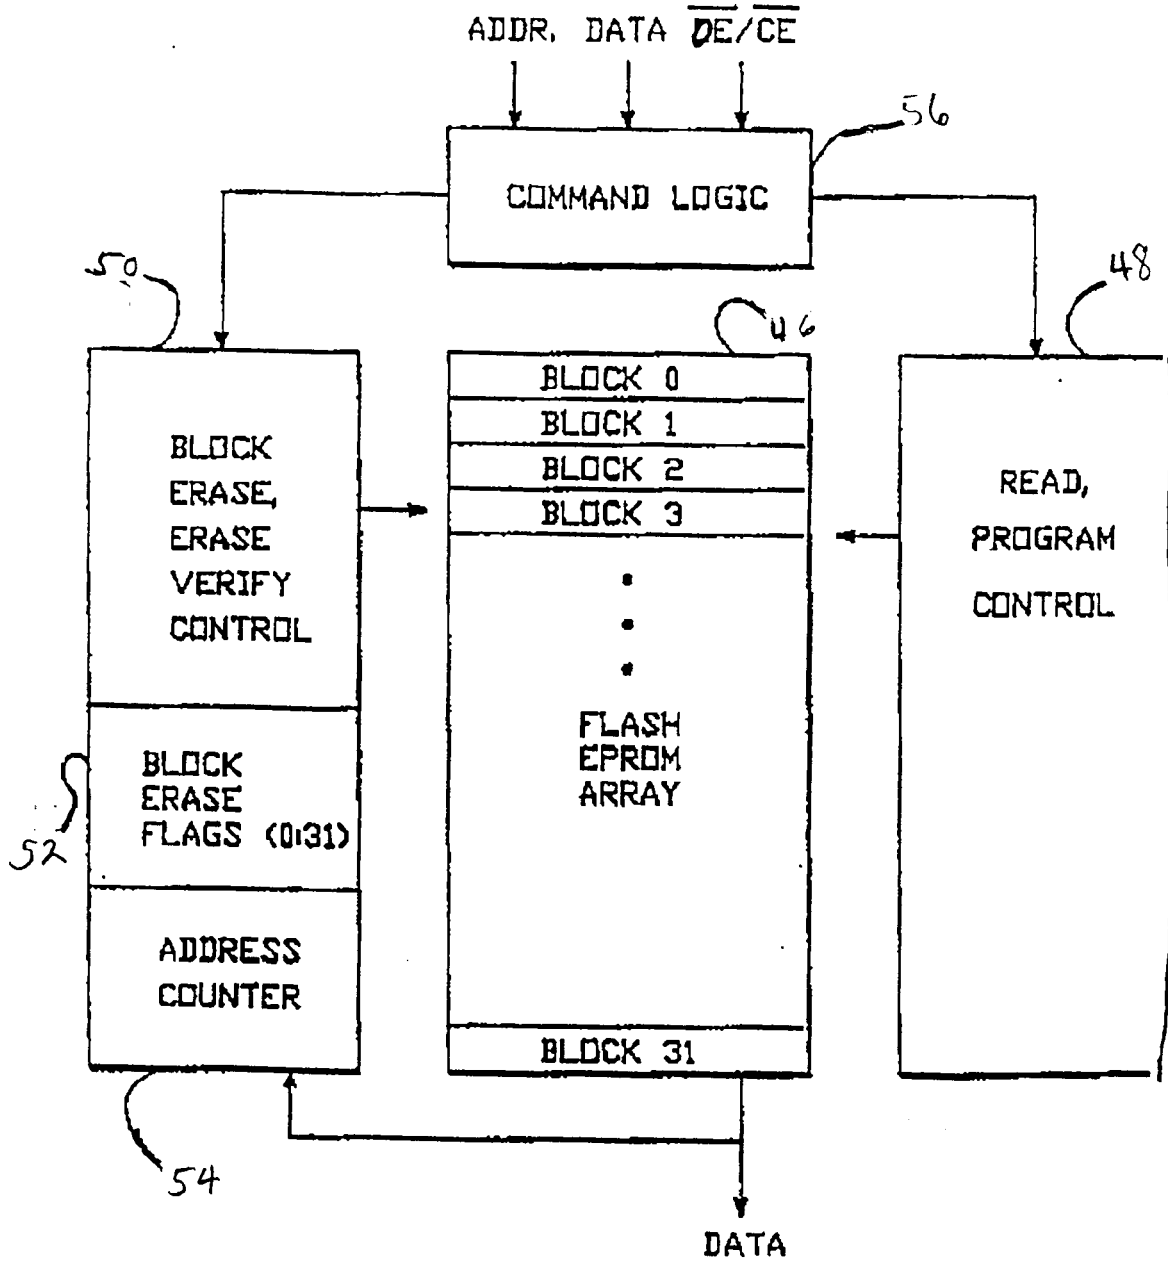 ADDR. DATA OE/CE
56
COMMAND LOGIC
50
48
46
BLOCK 0
BLOCK 1
BLOCK 2
BLOCK 3
BLOCK
ERASE,
ERASE
VERIFY
CONTROL
READ,
PROGRAM
CONTROL
FLASH
EPROM
ARRAY
BLOCK
ERASE
FLAGS (0:31)
52
ADDRESS
COUNTER
BLOCK 31
54
DATA